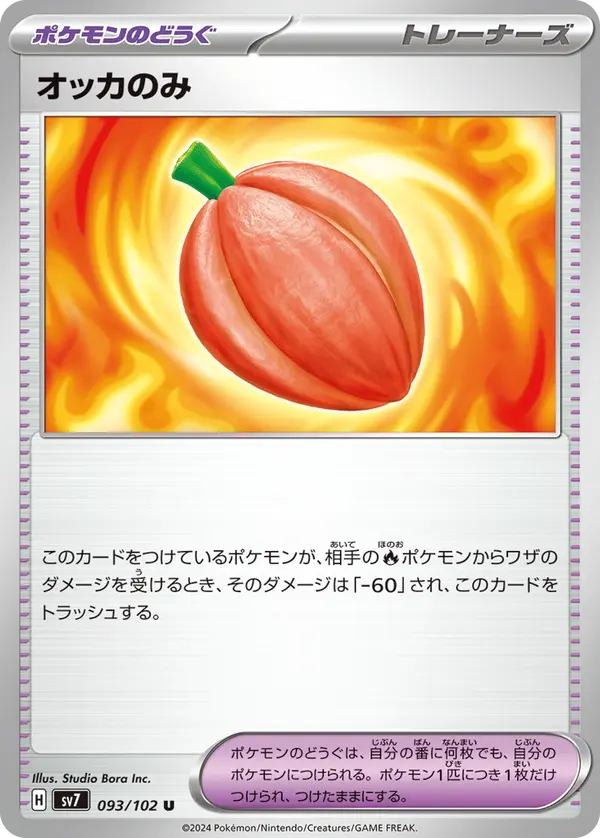 ポケモンのどうぐ
トレーナーズ
オッカのみ
このカードをつけているポケモンが、相手の🔥ポケモンからワザの
ダメージを受けるとき、そのダメージは「-60」され、このカードを
トラッシュする。
ポケモンのどうぐは、自分の番に何枚でも、自分の
ポケモンにつけられる。ポケモン1匹につき1枚だけ
つけられ、つけたままにする。
Illus. Studio Bora Inc.
H sv7 093/102 U
©2024 Pokémon/Nintendo/Creatures/GAME FREAK.